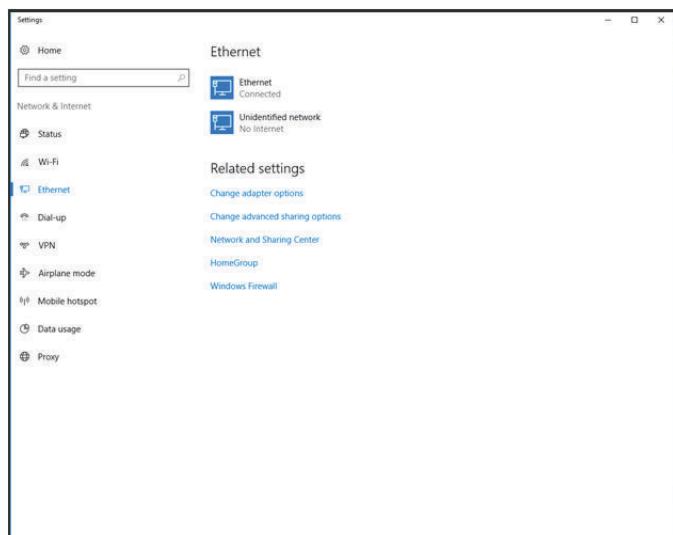 Settings
Home
Find a setting
Network & Internet
Status
Wi-Fi
Ethernet
Dial-up
VPN
Airplane mode
Mobile hotspot
Data usage
Proxy
Ethernet
Ethernet
Connected
Unidentified network
No Internet
Related settings
Change adapter options
Change advanced sharing options
Network and Sharing Center
HomeGroup
Windows Firewall